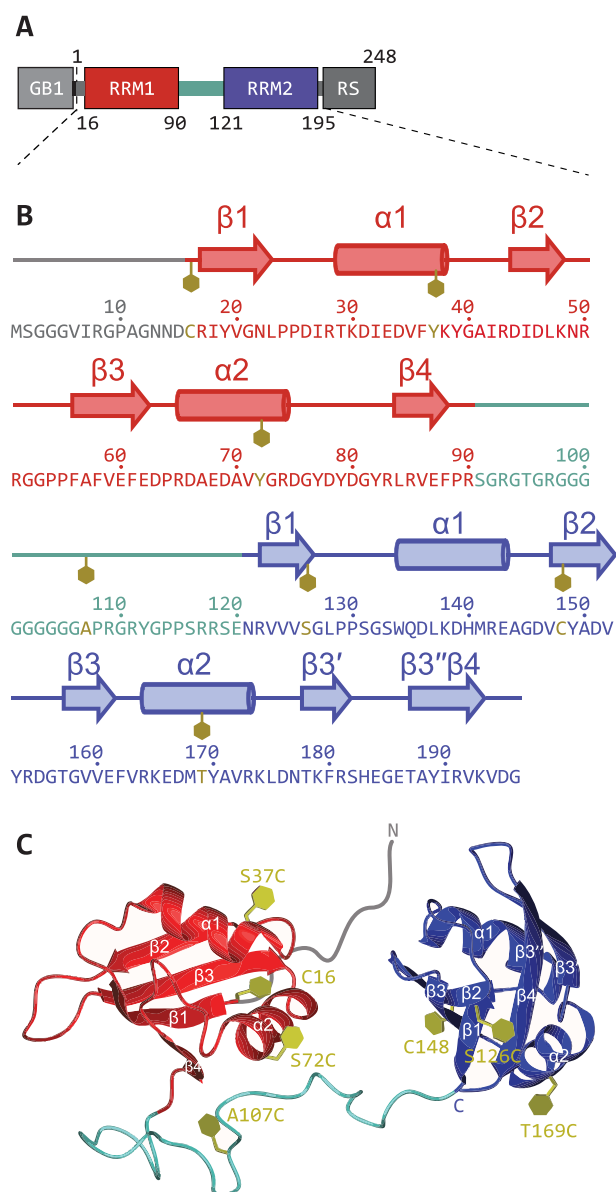 A
1
248
GB1
RRM1
RRM2
RS
16
90
121
195
B
β1
α1
β2
10
20
30
40
50
MSGGGVIRGPAGNNDCRIYVGNLPPDIRTKDIEDVFYKYGAIRDIDLKNR
β3
α2
β4
60
70
80
90
100
RGGPPFAFVEFEDPRDAEDAVYGRDGYDYDGYRLRVEFPRSGRGTGRGGG
β1
α1
β2
110
120
130
140
150
GGGGGGAPRGRYGPPSRRSENRVVVSGLPPSGSWQDLKDHMREAGDVCYADV
β3
α2
β3′
β3″β4
160
170
180
190
YRDGTGVVEFVRKEDMTYAVRKLDNTKFRSHEGETAYIRVKVDG
C
N
S37C
α1
β2
β3
C16
β1
α2
S72C
β4
A107C
α1
β3″
β3′
β3
β2
β4
C148
β1
S126C
α2
C
T169C